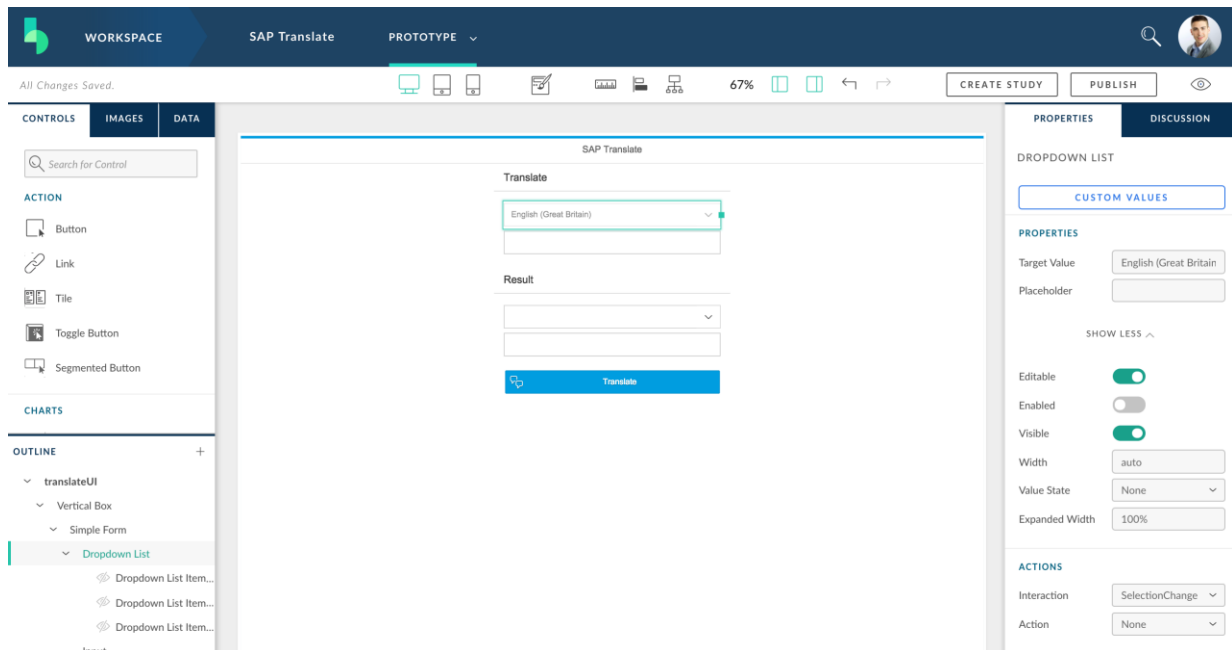 WORKSPACE SAP Translate PROTOTYPE
All Changes Saved. 67% CREATE STUDY PUBLISH
CONTROLS IMAGES DATA
Search for Control
ACTION
Button
Link
Tile
Toggle Button
Segmented Button
CHARTS
OUTLINE +
translateUI
Vertical Box
Simple Form
Dropdown List
Dropdown List Item...
Dropdown List Item...
Dropdown List Item...
SAP Translate
Translate
English (Great Britain)
Result
Translate
PROPERTIES DISCUSSION
DROPDOWN LIST
CUSTOM VALUES
PROPERTIES
Target Value English (Great Britain
Placeholder
SHOW LESS
Editable
Enabled
Visible
Width auto
Value State None
Expanded Width 100%
ACTIONS
Interaction SelectionChange
Action None